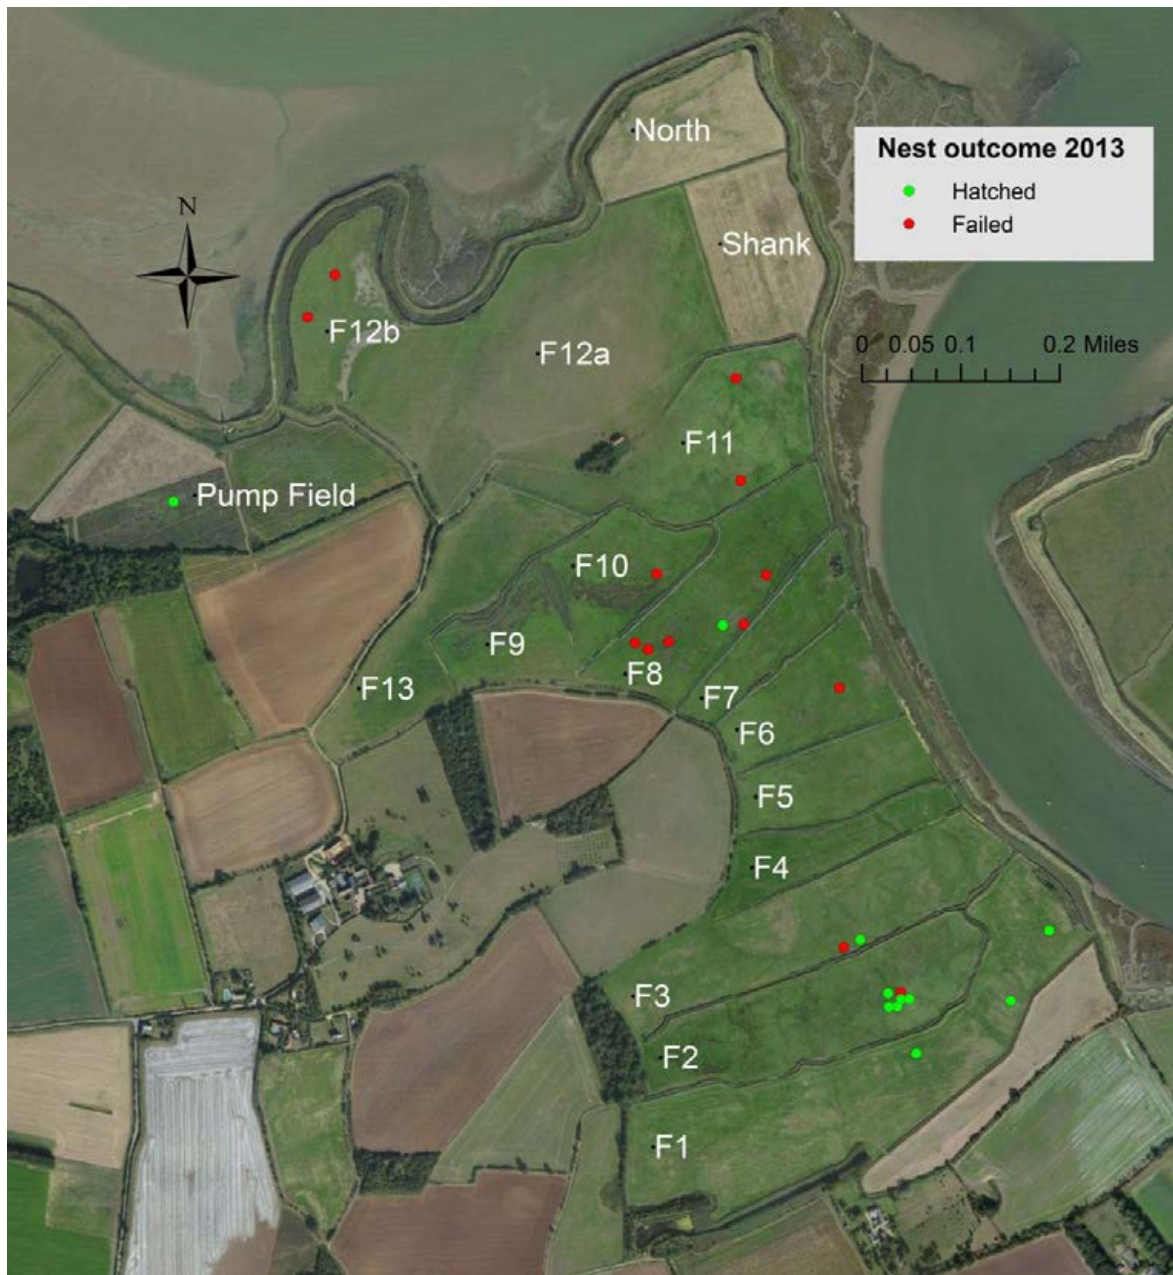 North
Nest outcome 2013
Hatched
Failed
N
Shank
F12b
F12a
0 0.05 0.1 0.2 Miles
F11
Pump Field
F10
F9
F8
F13
F7
F6
F5
F4
F3
F2
F1